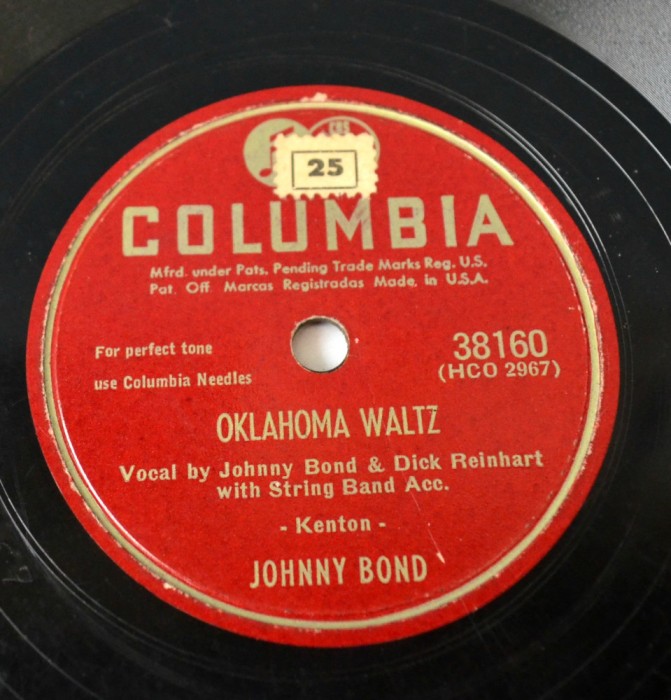 CBS
25
COLUMBIA
Mfrd. under Pats. Pending Trade Marks Reg. U.S.
Pat. Off. Marcas Registradas Made in U.S.A.
For perfect tone
use Columbia Needles
38160
(HCO 2967)
OKLAHOMA WALTZ
Vocal by Johnny Bond & Dick Reinhart
with String Band Acc.
- Kenton -
JOHNNY BOND